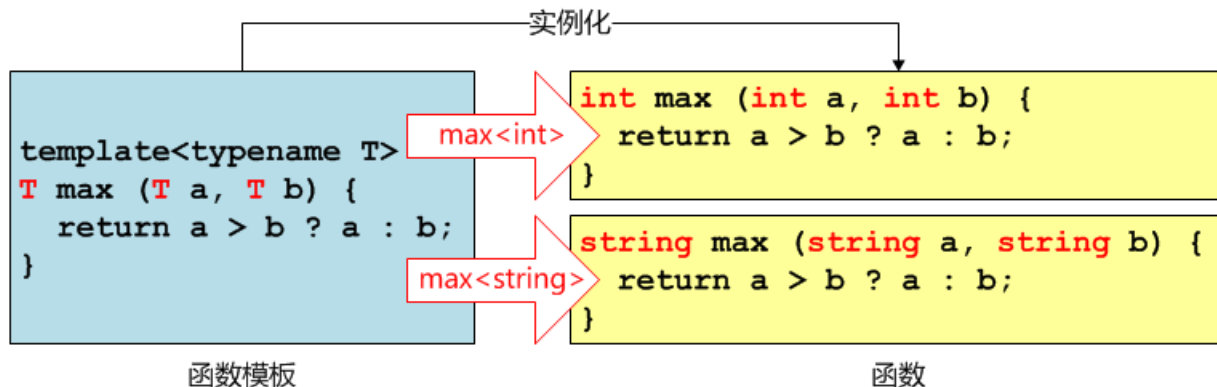 实例化
template<typename T>
T max (T a, T b) {
  return a > b ? a : b;
}
max<int>
max<string>
int max (int a, int b) {
  return a > b ? a : b;
}
string max (string a, string b) {
  return a > b ? a : b;
}
函数模板
函数